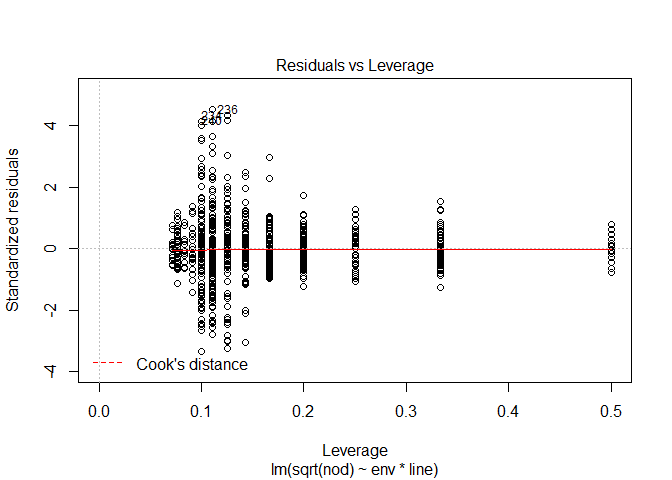 Residuals vs Leverage
Standardized residuals
4
2
0
-2
-4
236
234
Cook's distance
0.0 0.1 0.2 0.3 0.4 0.5
Leverage
lm(sqrt(nod) ~ env * line)